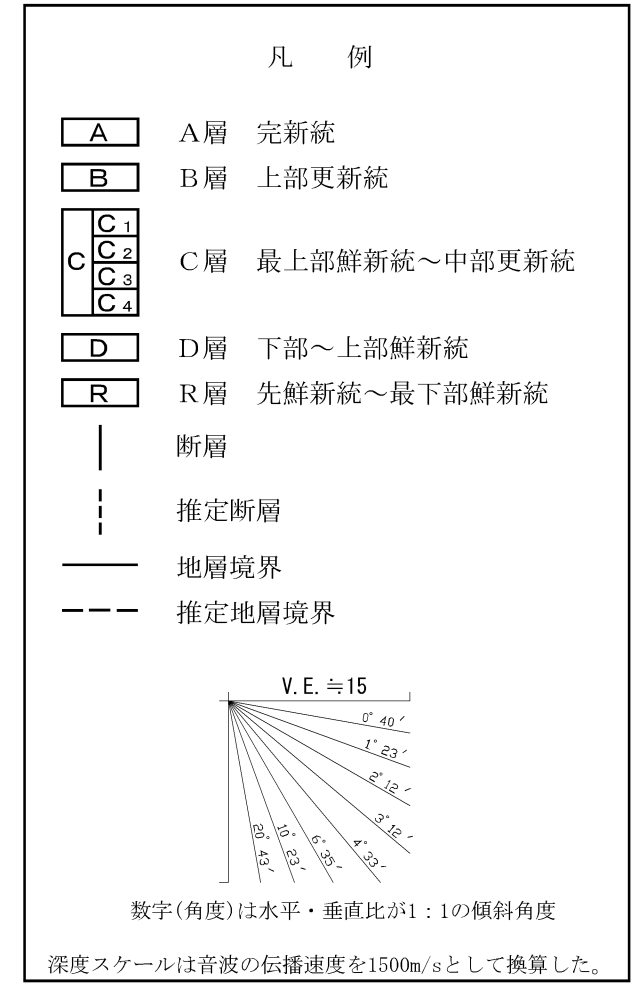 凡　例
A　A層　完新統
B　B層　上部更新統
C　C1　C2　C3　C4　C層　最上部鮮新統～中部更新統
D　D層　下部～上部鮮新統
R　R層　先鮮新統～最下部鮮新統
断層
推定断層
地層境界
推定地層境界
V.E.≒15
0°40′
1°23′
2°12′
3°12′
4°33′
6°35′
10°23′
20°43′
数字(角度)は水平・垂直比が1：1の傾斜角度
深度スケールは音波の伝播速度を1500m/sとして換算した。